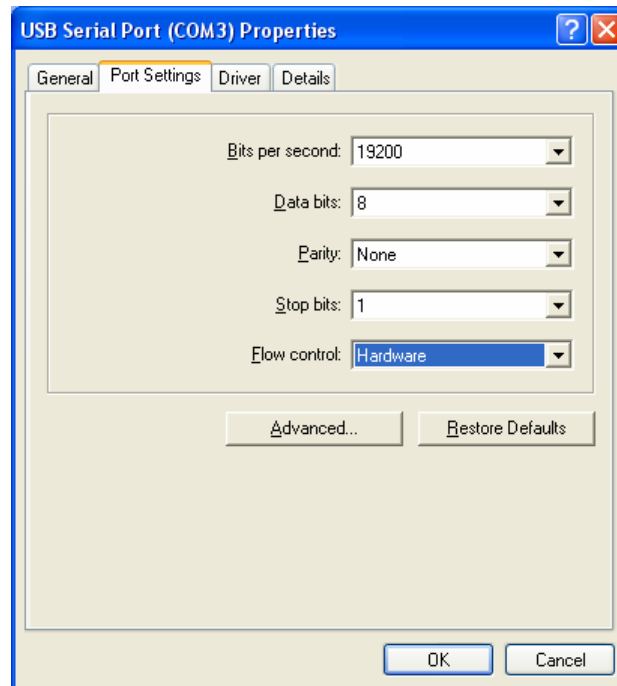 USB Serial Port (COM3) Properties
General Port Settings Driver Details
Bits per second: 19200
Data bits: 8
Parity: None
Stop bits: 1
Flow control: Hardware
Advanced... Restore Defaults
OK Cancel